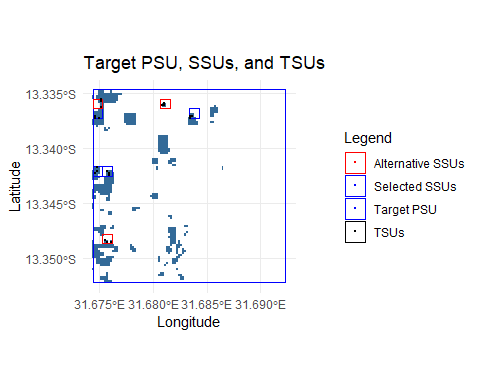 Target PSU, SSUs, and TSUs
13.335°S
13.340°S
13.345°S
13.350°S
Latitude
31.675°E 31.680°E 31.685°E 31.690°E
Longitude
Legend
Alternative SSUs
Selected SSUs
Target PSU
TSUs